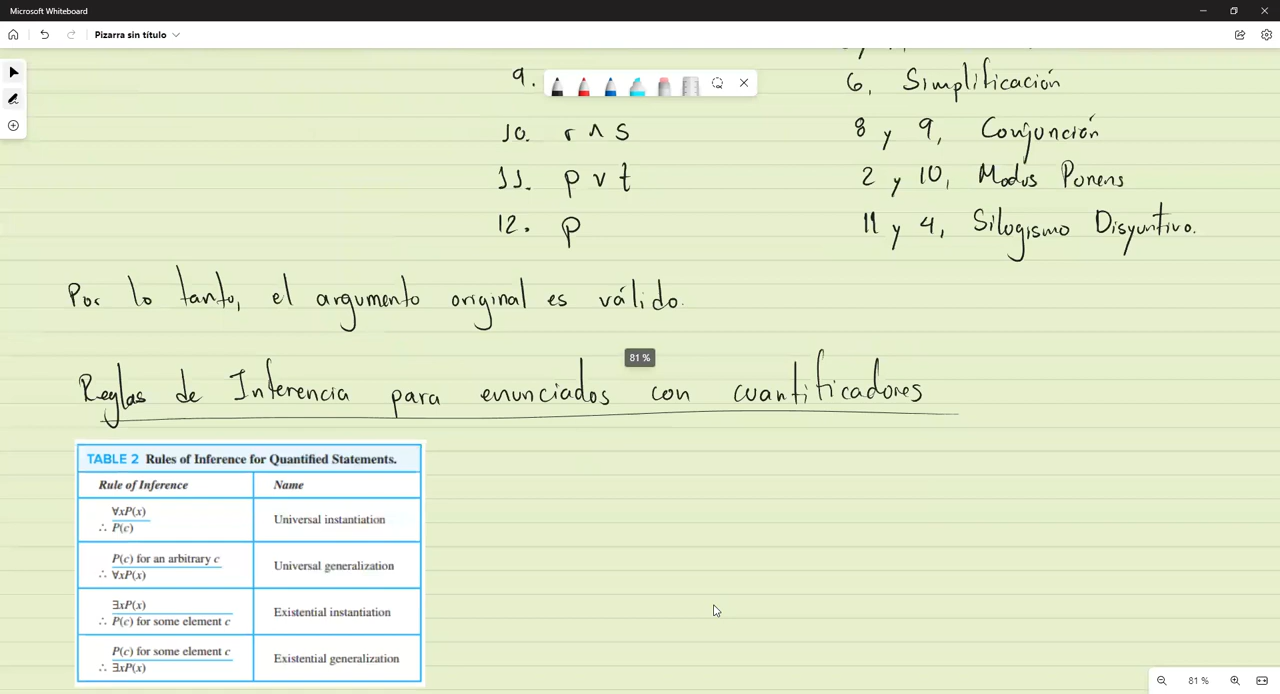 Microsoft Whiteboard
Pizarra sin título
9.
6, Simplificación
10. r ∧ s
8 y 9, Conjunción
11. p ∨ t
2 y 10, Modus Ponens
12. p
11 y 4, Silogismo Disyuntivo.
Por lo tanto, el argumento original es válido.
81 %
Reglas de Inferencia para enunciados con cuantificadores
TABLE 2 Rules of Inference for Quantified Statements.
Rule of Inference
Name
∀xP(x)
∴ P(c)
Universal instantiation
P(c) for an arbitrary c
∴ ∀xP(x)
Universal generalization
∃xP(x)
∴ P(c) for some element c
Existential instantiation
P(c) for some element c
∴ ∃xP(x)
Existential generalization
81 %